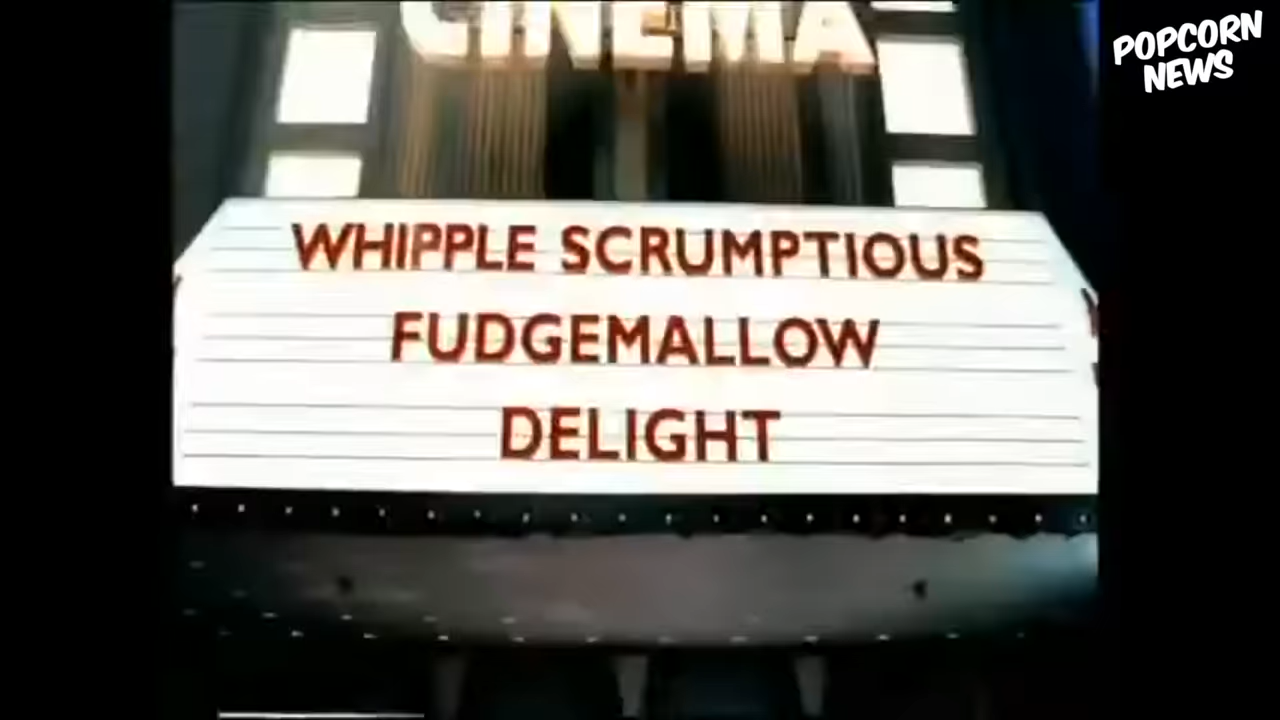 CINEMA
POPCORN
NEWS
WHIPPLE SCRUMPTIOUS
FUDGEMALLOW
DELIGHT